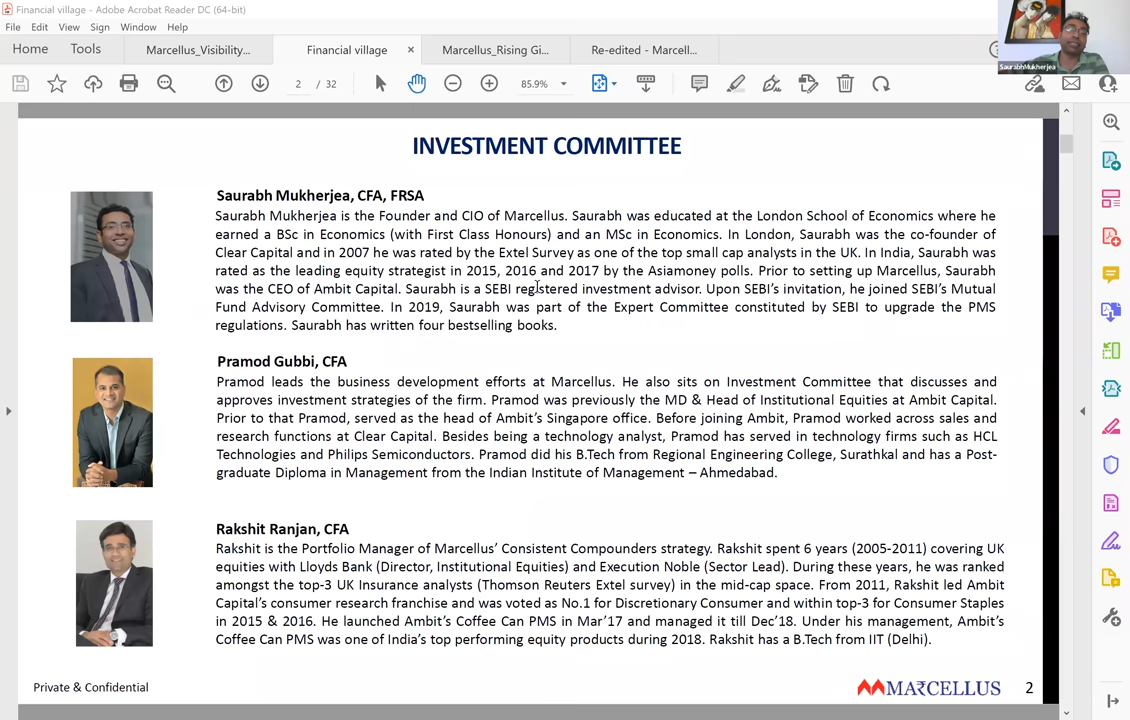 Financial village - Adobe Acrobat Reader DC (64-bit)
File Edit View Sign Window Help
Home Tools Marcellus_Visibility... Financial village × Marcellus_Rising Gi... Re-edited - Marcell...
2 / 32 85.9%
SaurabhMukherjea
INVESTMENT COMMITTEE
Saurabh Mukherjea, CFA, FRSA
Saurabh Mukherjea is the Founder and CIO of Marcellus. Saurabh was educated at the London School of Economics where he
earned a BSc in Economics (with First Class Honours) and an MSc in Economics. In London, Saurabh was the co-founder of
Clear Capital and in 2007 he was rated by the Extel Survey as one of the top small cap analysts in the UK. In India, Saurabh was
rated as the leading equity strategist in 2015, 2016 and 2017 by the Asiamoney polls. Prior to setting up Marcellus, Saurabh
was the CEO of Ambit Capital. Saurabh is a SEBI registered investment advisor. Upon SEBI's invitation, he joined SEBI's Mutual
Fund Advisory Committee. In 2019, Saurabh was part of the Expert Committee constituted by SEBI to upgrade the PMS
regulations. Saurabh has written four bestselling books.
Pramod Gubbi, CFA
Pramod leads the business development efforts at Marcellus. He also sits on Investment Committee that discusses and
approves investment strategies of the firm. Pramod was previously the MD & Head of Institutional Equities at Ambit Capital.
Prior to that Pramod, served as the head of Ambit's Singapore office. Before joining Ambit, Pramod worked across sales and
research functions at Clear Capital. Besides being a technology analyst, Pramod has served in technology firms such as HCL
Technologies and Philips Semiconductors. Pramod did his B.Tech from Regional Engineering College, Surathkal and has a Post-
graduate Diploma in Management from the Indian Institute of Management – Ahmedabad.
Rakshit Ranjan, CFA
Rakshit is the Portfolio Manager of Marcellus' Consistent Compounders strategy. Rakshit spent 6 years (2005-2011) covering UK
equities with Lloyds Bank (Director, Institutional Equities) and Execution Noble (Sector Lead). During these years, he was ranked
amongst the top-3 UK Insurance analysts (Thomson Reuters Extel survey) in the mid-cap space. From 2011, Rakshit led Ambit
Capital's consumer research franchise and was voted as No.1 for Discretionary Consumer and within top-3 for Consumer Staples
in 2015 & 2016. He launched Ambit's Coffee Can PMS in Mar'17 and managed it till Dec'18. Under his management, Ambit's
Coffee Can PMS was one of India's top performing equity products during 2018. Rakshit has a B.Tech from IIT (Delhi).
Private & Confidential MA₹CELLUS 2